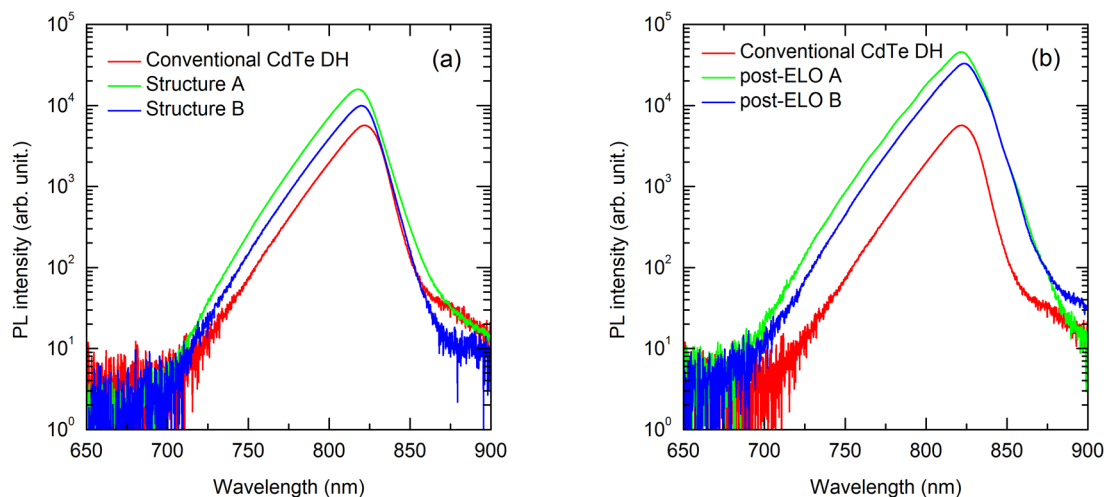 10^5
10^4
10^3
10^2
10^1
10^0
PL intensity (arb. unit.)
Conventional CdTe DH
Structure A
Structure B
(a)
650 700 750 800 850 900
Wavelength (nm)
10^5
10^4
10^3
10^2
10^1
10^0
PL intensity (arb. unit.)
Conventional CdTe DH
post-ELO A
post-ELO B
(b)
650 700 750 800 850 900
Wavelength (nm)